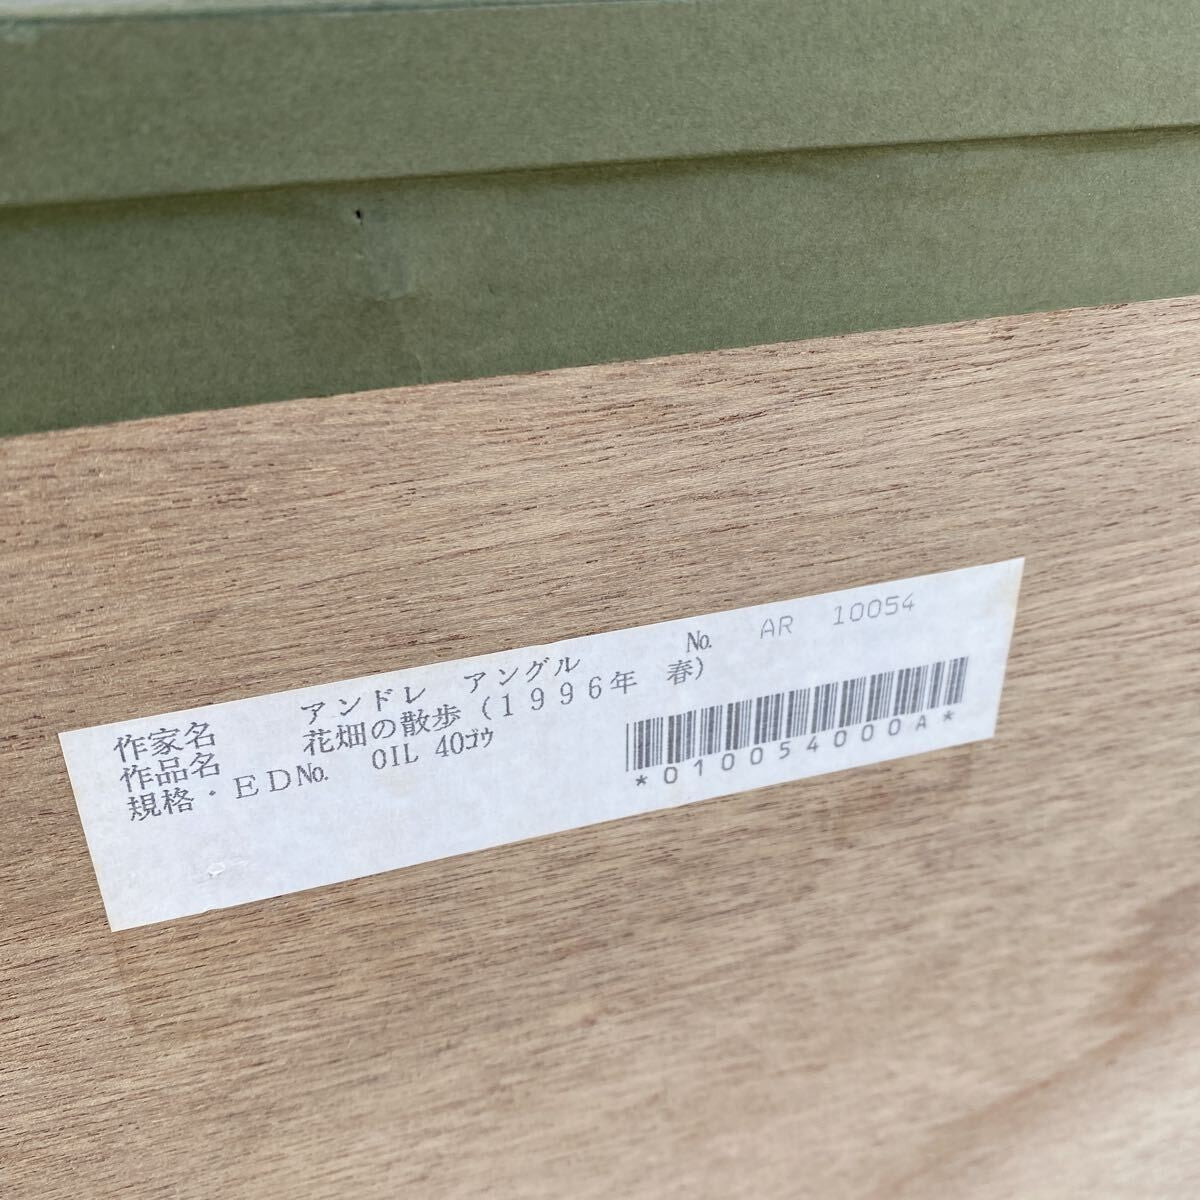 作家名 アンドレ アングル No. AR 10054
作品名 花畑の散歩(1996年 春)
規格・EDNo. OIL 40ゴウ
*010054000A*